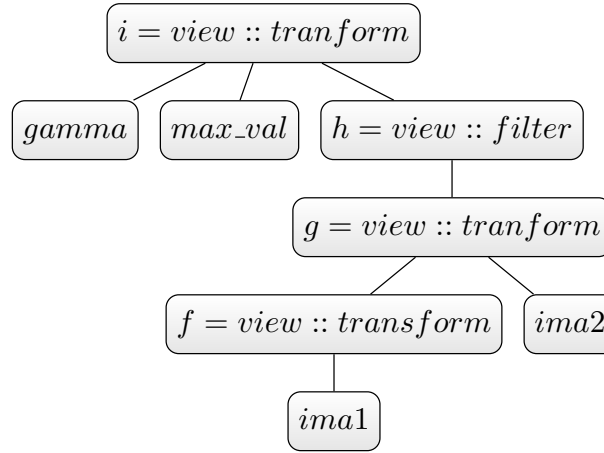 i = view :: tranform
gamma
max_val
h = view :: filter
g = view :: tranform
f = view :: transform
ima2
ima1